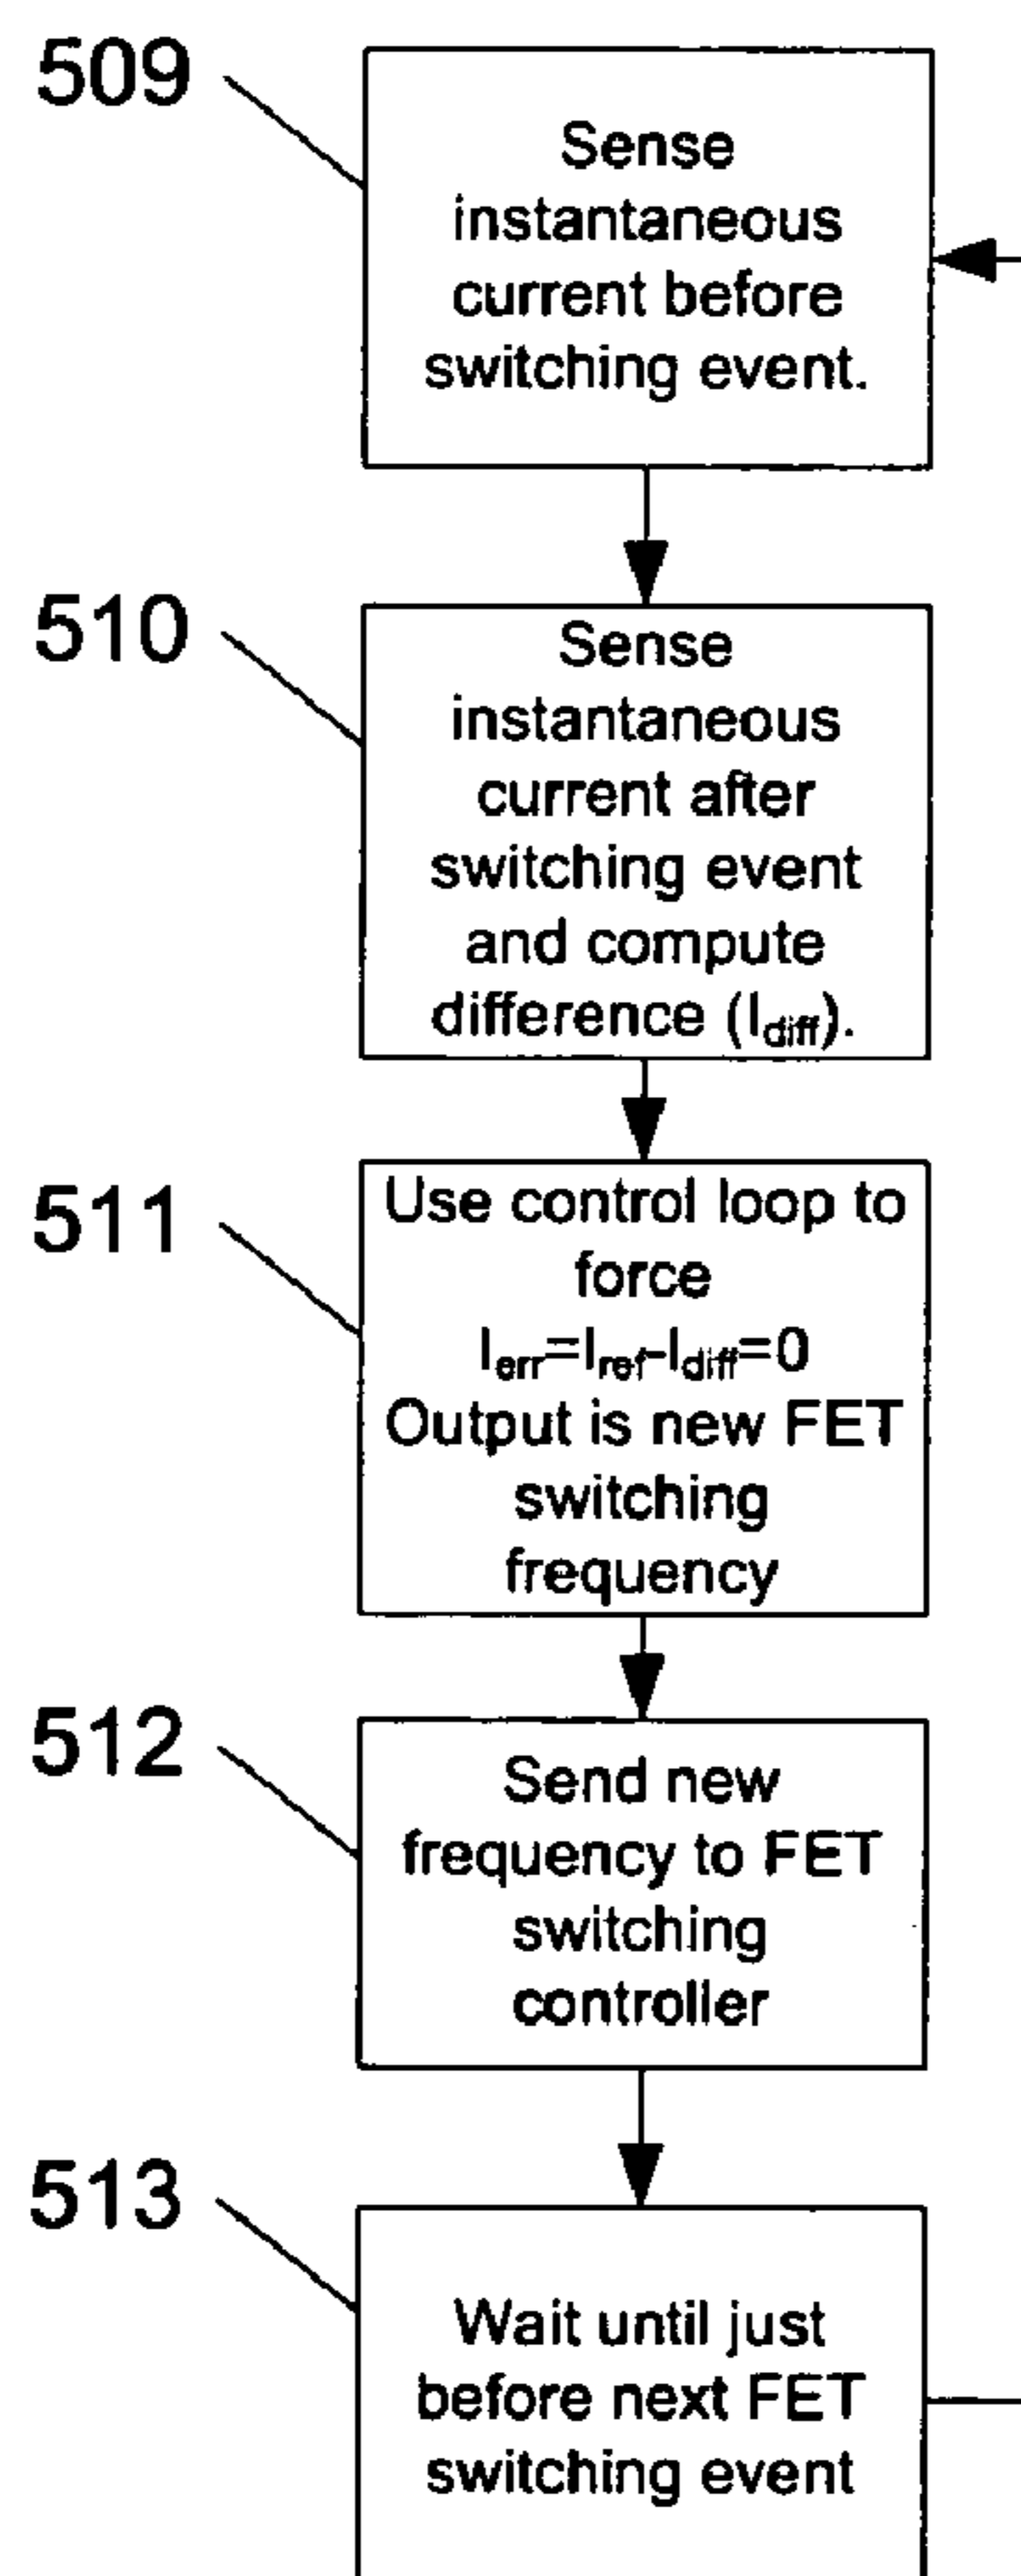 509
Sense
instantaneous
current before
switching event.
510
Sense
instantaneous
current after
switching event
and compute
difference (Idiff).
511
Use control loop to
force
Ierr=Iref-Idiff=0
Output is new FET
switching
frequency
512
Send new
frequency to FET
switching
controller
513
Wait until just
before next FET
switching event